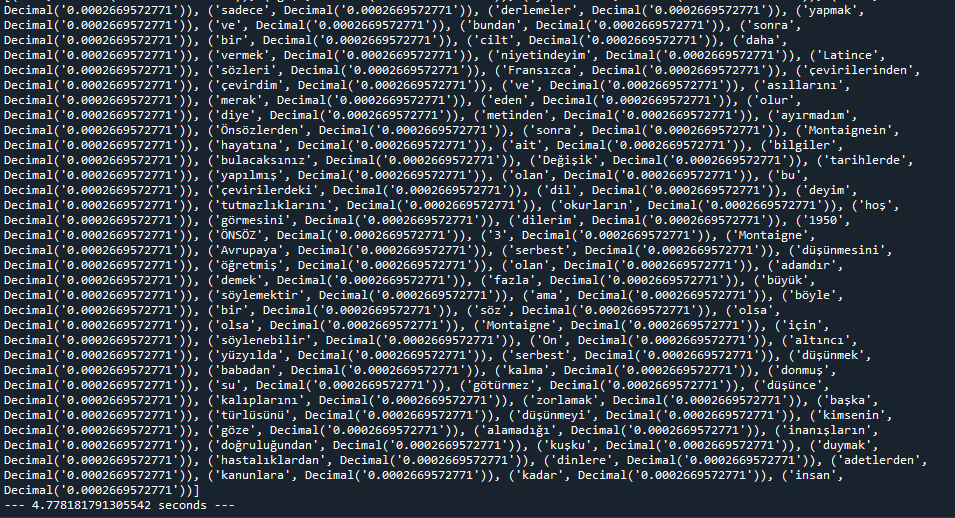 Decimal('0.0002669572771')), ('sadece', Decimal('0.0002669572771')), ('derlemeler', Decimal('0.0002669572771')), ('yapmak',
Decimal('0.0002669572771')), ('ve', Decimal('0.0002669572771')), ('bundan', Decimal('0.0002669572771')), ('sonra',
Decimal('0.0002669572771')), ('bir', Decimal('0.0002669572771')), ('cilt', Decimal('0.0002669572771')), ('daha',
Decimal('0.0002669572771')), ('vermek', Decimal('0.0002669572771')), ('niyetindeyim', Decimal('0.0002669572771')), ('Latince',
Decimal('0.0002669572771')), ('sözleri', Decimal('0.0002669572771')), ('Fransızca', Decimal('0.0002669572771')), ('çevirilerinden',
Decimal('0.0002669572771')), ('çevirdim', Decimal('0.0002669572771')), ('ve', Decimal('0.0002669572771')), ('asıllarını',
Decimal('0.0002669572771')), ('merak', Decimal('0.0002669572771')), ('eden', Decimal('0.0002669572771')), ('olur',
Decimal('0.0002669572771')), ('diye', Decimal('0.0002669572771')), ('metinden', Decimal('0.0002669572771')), ('ayırmadım',
Decimal('0.0002669572771')), ('Önsözlerden', Decimal('0.0002669572771')), ('sonra', Decimal('0.0002669572771')), ('Montaignein',
Decimal('0.0002669572771')), ('hayatına', Decimal('0.0002669572771')), ('ait', Decimal('0.0002669572771')), ('bilgiler',
Decimal('0.0002669572771')), ('bulacaksınız', Decimal('0.0002669572771')), ('Değişik', Decimal('0.0002669572771')), ('tarihlerde',
Decimal('0.0002669572771')), ('yapılmış', Decimal('0.0002669572771')), ('olan', Decimal('0.0002669572771')), ('bu',
Decimal('0.0002669572771')), ('çevirilerdeki', Decimal('0.0002669572771')), ('dil', Decimal('0.0002669572771')), ('deyim',
Decimal('0.0002669572771')), ('tutmazlıklarını', Decimal('0.0002669572771')), ('okurların', Decimal('0.0002669572771')), ('hoş',
Decimal('0.0002669572771')), ('görmesini', Decimal('0.0002669572771')), ('dilerim', Decimal('0.0002669572771')), ('1950',
Decimal('0.0002669572771')), ('ÖNSÖZ', Decimal('0.0002669572771')), ('3', Decimal('0.0002669572771')), ('Montaigne',
Decimal('0.0002669572771')), ('Avrupaya', Decimal('0.0002669572771')), ('serbest', Decimal('0.0002669572771')), ('düşünmesini',
Decimal('0.0002669572771')), ('öğretmiş', Decimal('0.0002669572771')), ('olan', Decimal('0.0002669572771')), ('adamdır',
Decimal('0.0002669572771')), ('demek', Decimal('0.0002669572771')), ('fazla', Decimal('0.0002669572771')), ('büyük',
Decimal('0.0002669572771')), ('söylemektir', Decimal('0.0002669572771')), ('ama', Decimal('0.0002669572771')), ('böyle',
Decimal('0.0002669572771')), ('bir', Decimal('0.0002669572771')), ('söz', Decimal('0.0002669572771')), ('olsa',
Decimal('0.0002669572771')), ('olsa', Decimal('0.0002669572771')), ('Montaigne', Decimal('0.0002669572771')), ('için',
Decimal('0.0002669572771')), ('söylenebilir', Decimal('0.0002669572771')), ('On', Decimal('0.0002669572771')), ('altıncı',
Decimal('0.0002669572771')), ('yüzyılda', Decimal('0.0002669572771')), ('serbest', Decimal('0.0002669572771')), ('düşünmek',
Decimal('0.0002669572771')), ('babadan', Decimal('0.0002669572771')), ('kalma', Decimal('0.0002669572771')), ('donmuş',
Decimal('0.0002669572771')), ('su', Decimal('0.0002669572771')), ('götürmez', Decimal('0.0002669572771')), ('düşünce',
Decimal('0.0002669572771')), ('kalıplarını', Decimal('0.0002669572771')), ('zorlamak', Decimal('0.0002669572771')), ('başka',
Decimal('0.0002669572771')), ('türlüsünü', Decimal('0.0002669572771')), ('düşünmeyi', Decimal('0.0002669572771')), ('kimsenin',
Decimal('0.0002669572771')), ('göze', Decimal('0.0002669572771')), ('alamadığı', Decimal('0.0002669572771')), ('inanışların',
Decimal('0.0002669572771')), ('doğruluğundan', Decimal('0.0002669572771')), ('kuşku', Decimal('0.0002669572771')), ('duymak',
Decimal('0.0002669572771')), ('hastalıklardan', Decimal('0.0002669572771')), ('dinlere', Decimal('0.0002669572771')), ('adetlerden',
Decimal('0.0002669572771')), ('kanunlara', Decimal('0.0002669572771')), ('kadar', Decimal('0.0002669572771')), ('insan',
Decimal('0.0002669572771'))]
--- 4.778181791305542 seconds ---